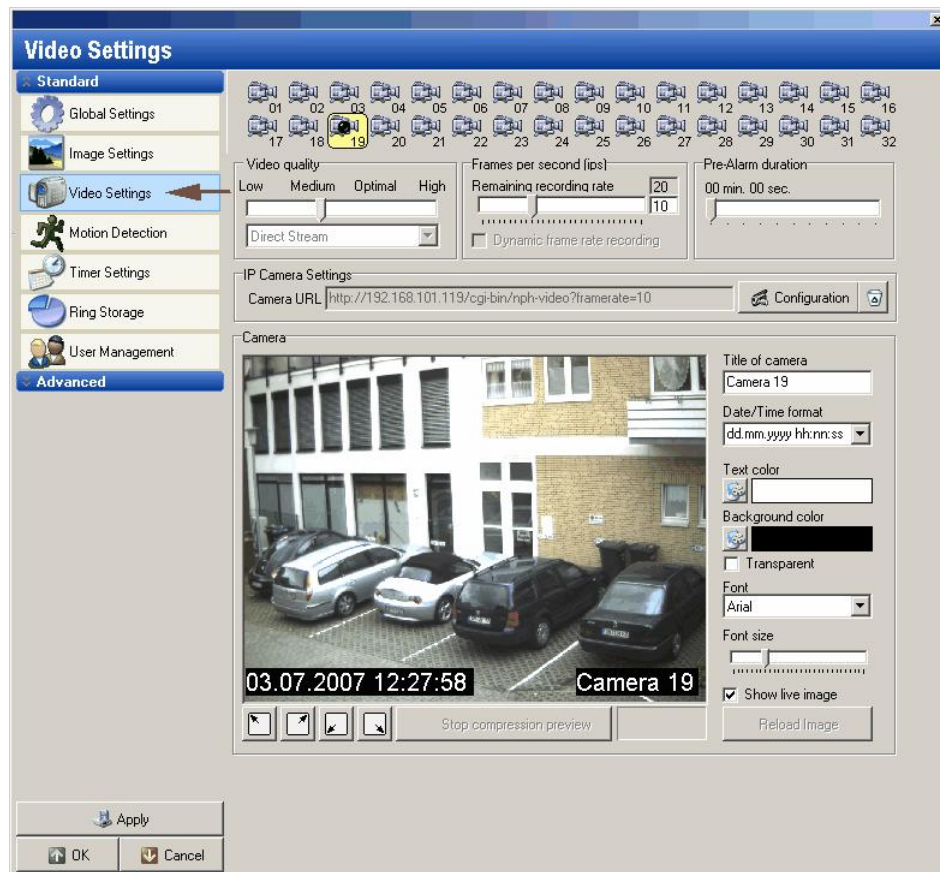 Video Settings
Standard
Global Settings
Image Settings
Video Settings
Motion Detection
Timer Settings
Ring Storage
User Management
Advanced
01 02 03 04 05 06 07 08 09 10 11 12 13 14 15 16
17 18 19 20 21 22 23 24 25 26 27 28 29 30 31 32
Video quality
Low Medium Optimal High
Direct Stream
Frames per second (ips)
Remaining recording rate 20
10
Dynamic frame rate recording
Pre-Alarm duration
00 min. 00 sec.
IP Camera Settings
Camera URL http://192.168.101.119/cgi-bin/nph-video?framerate=10
Configuration
Camera
03.07.2007 12:27:58 Camera 19
Stop compression preview
Title of camera
Camera 19
Date/Time format
dd.mm.yyyy hh:nn:ss
Text color
Background color
Transparent
Font
Arial
Font size
Show live image
Reload Image
Apply
OK Cancel